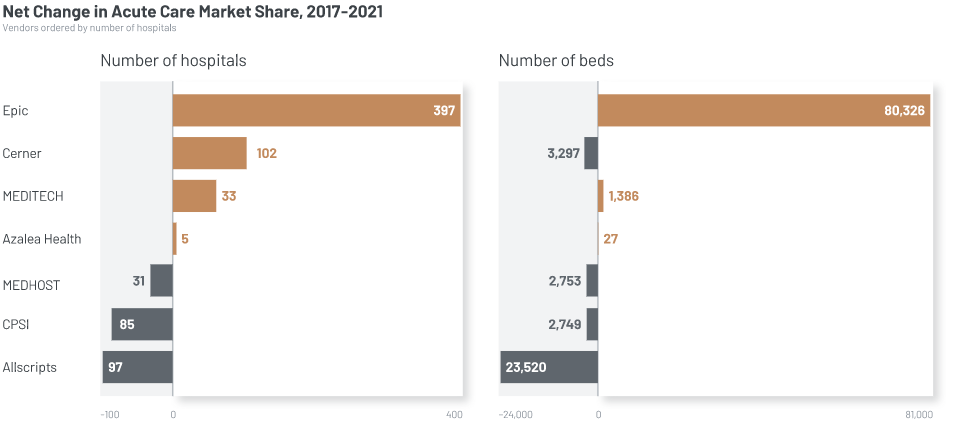 Net Change in Acute Care Market Share, 2017-2021
Vendors ordered by number of hospitals
Number of hospitals
Number of beds
Epic 397 80,326
Cerner 102 3,297
MEDITECH 33 1,386
Azalea Health 5 27
MEDHOST 31 2,753
CPSI 85 2,749
Allscripts 97 23,520
-100 0 400 -24,000 0 81,000